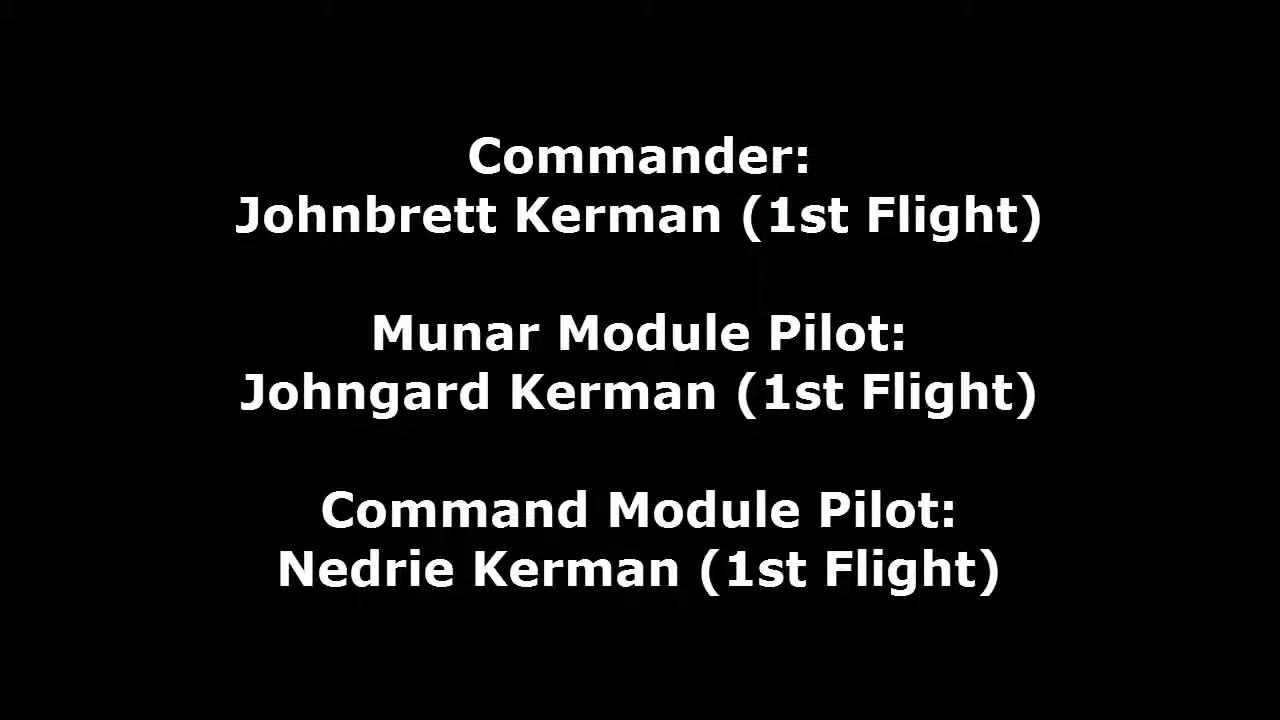 Commander:
Johnbrett Kerman (1st Flight)
Munar Module Pilot:
Johngard Kerman (1st Flight)
Command Module Pilot:
Nedrie Kerman (1st Flight)